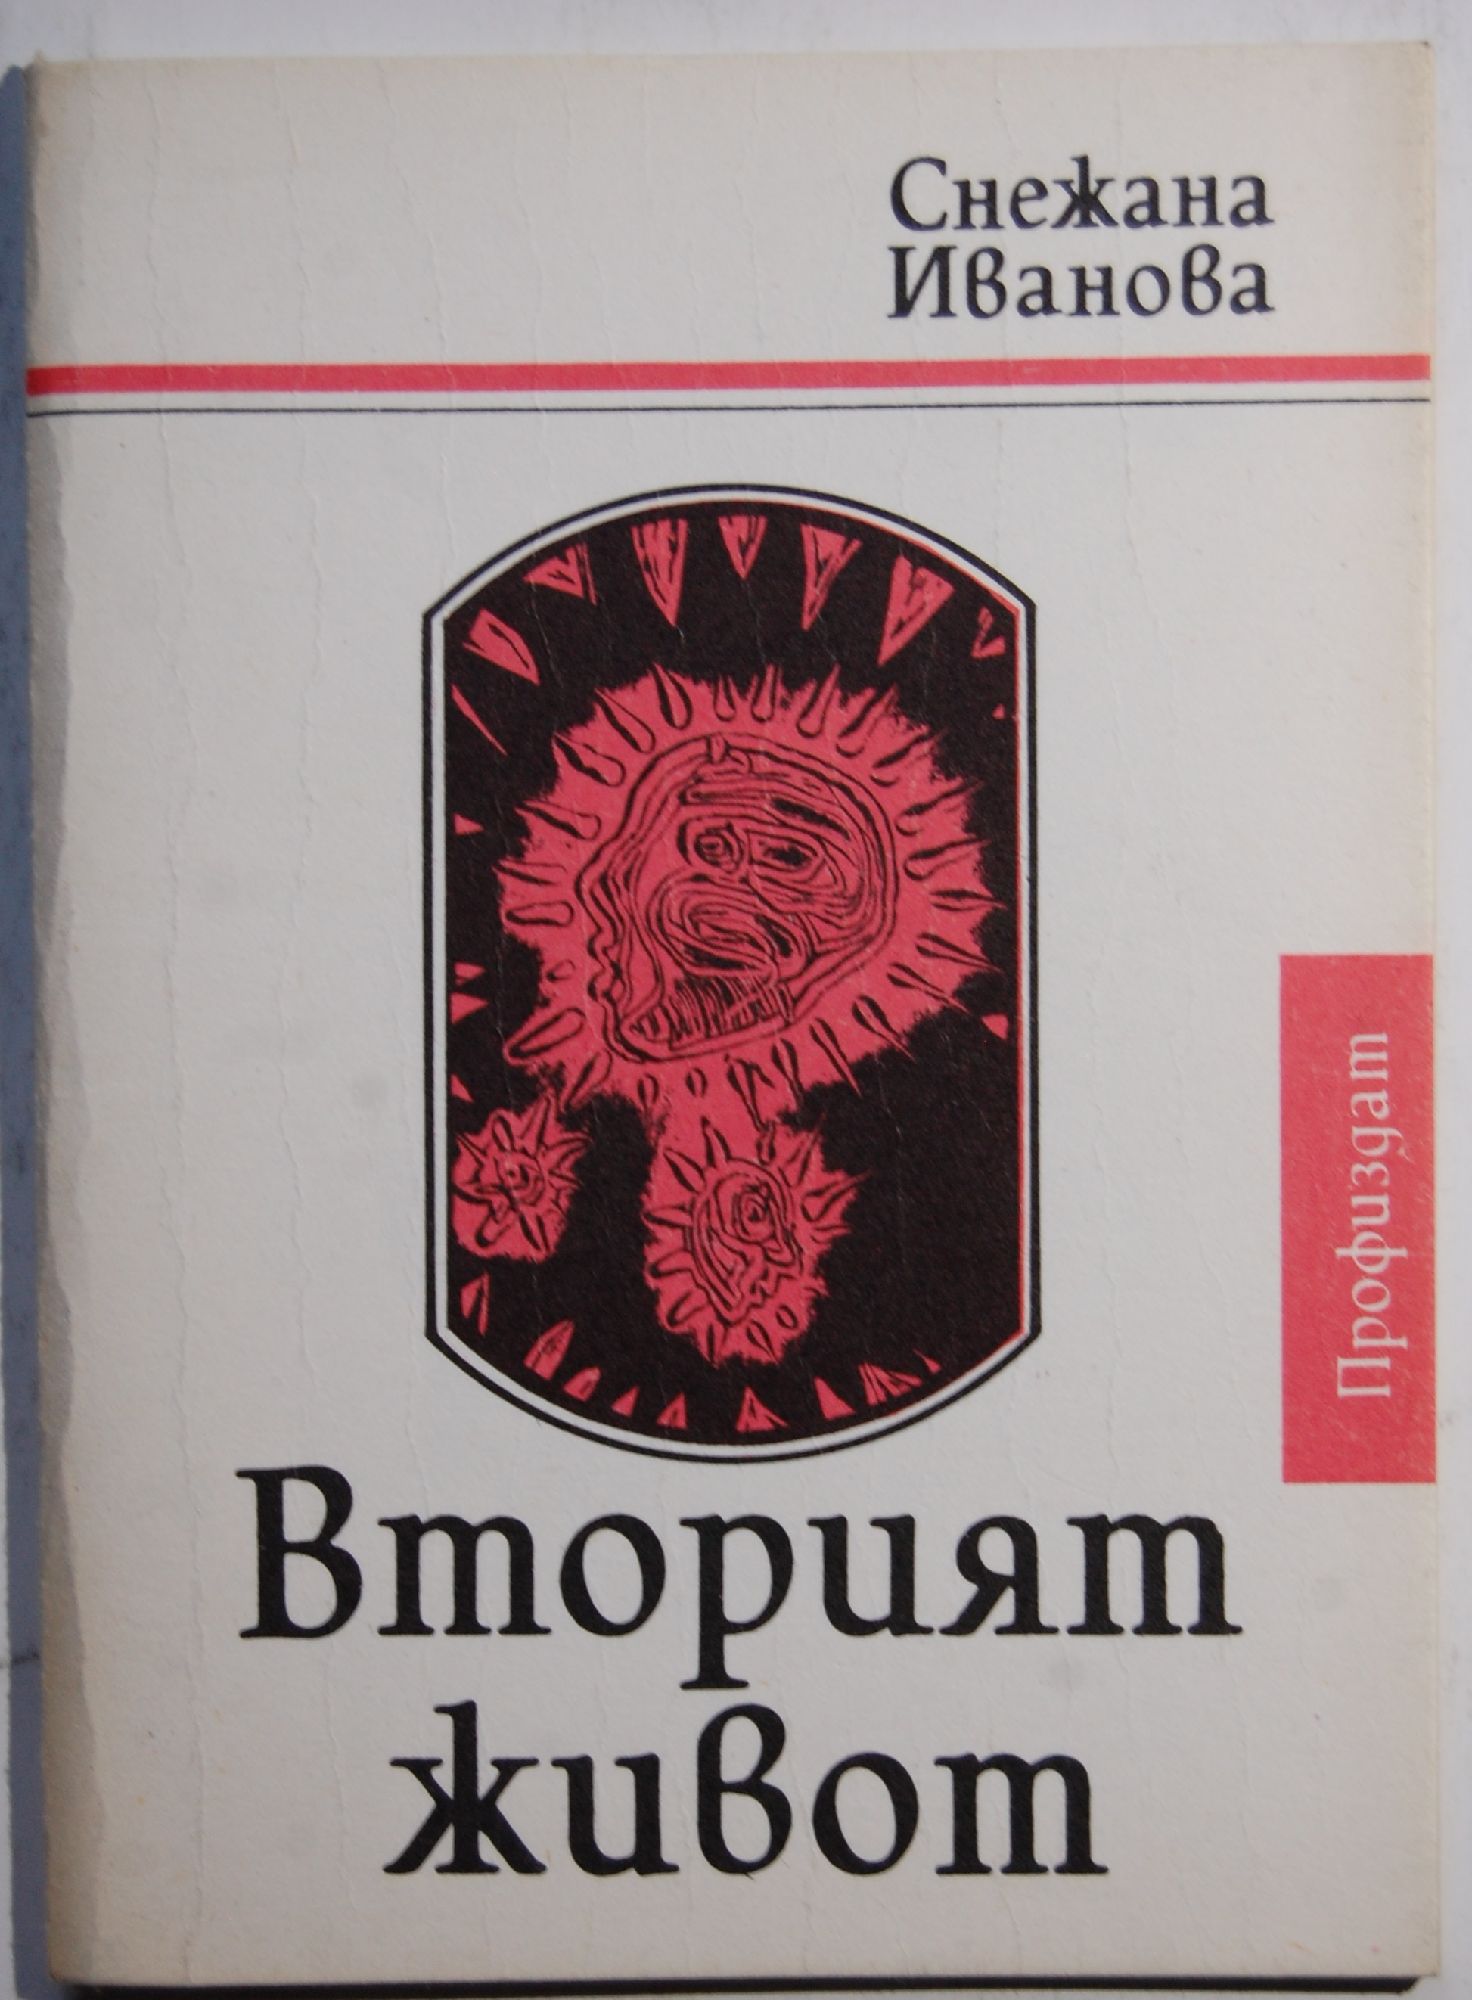 Снежана
Иванова
Профиздат
Вторият
живот